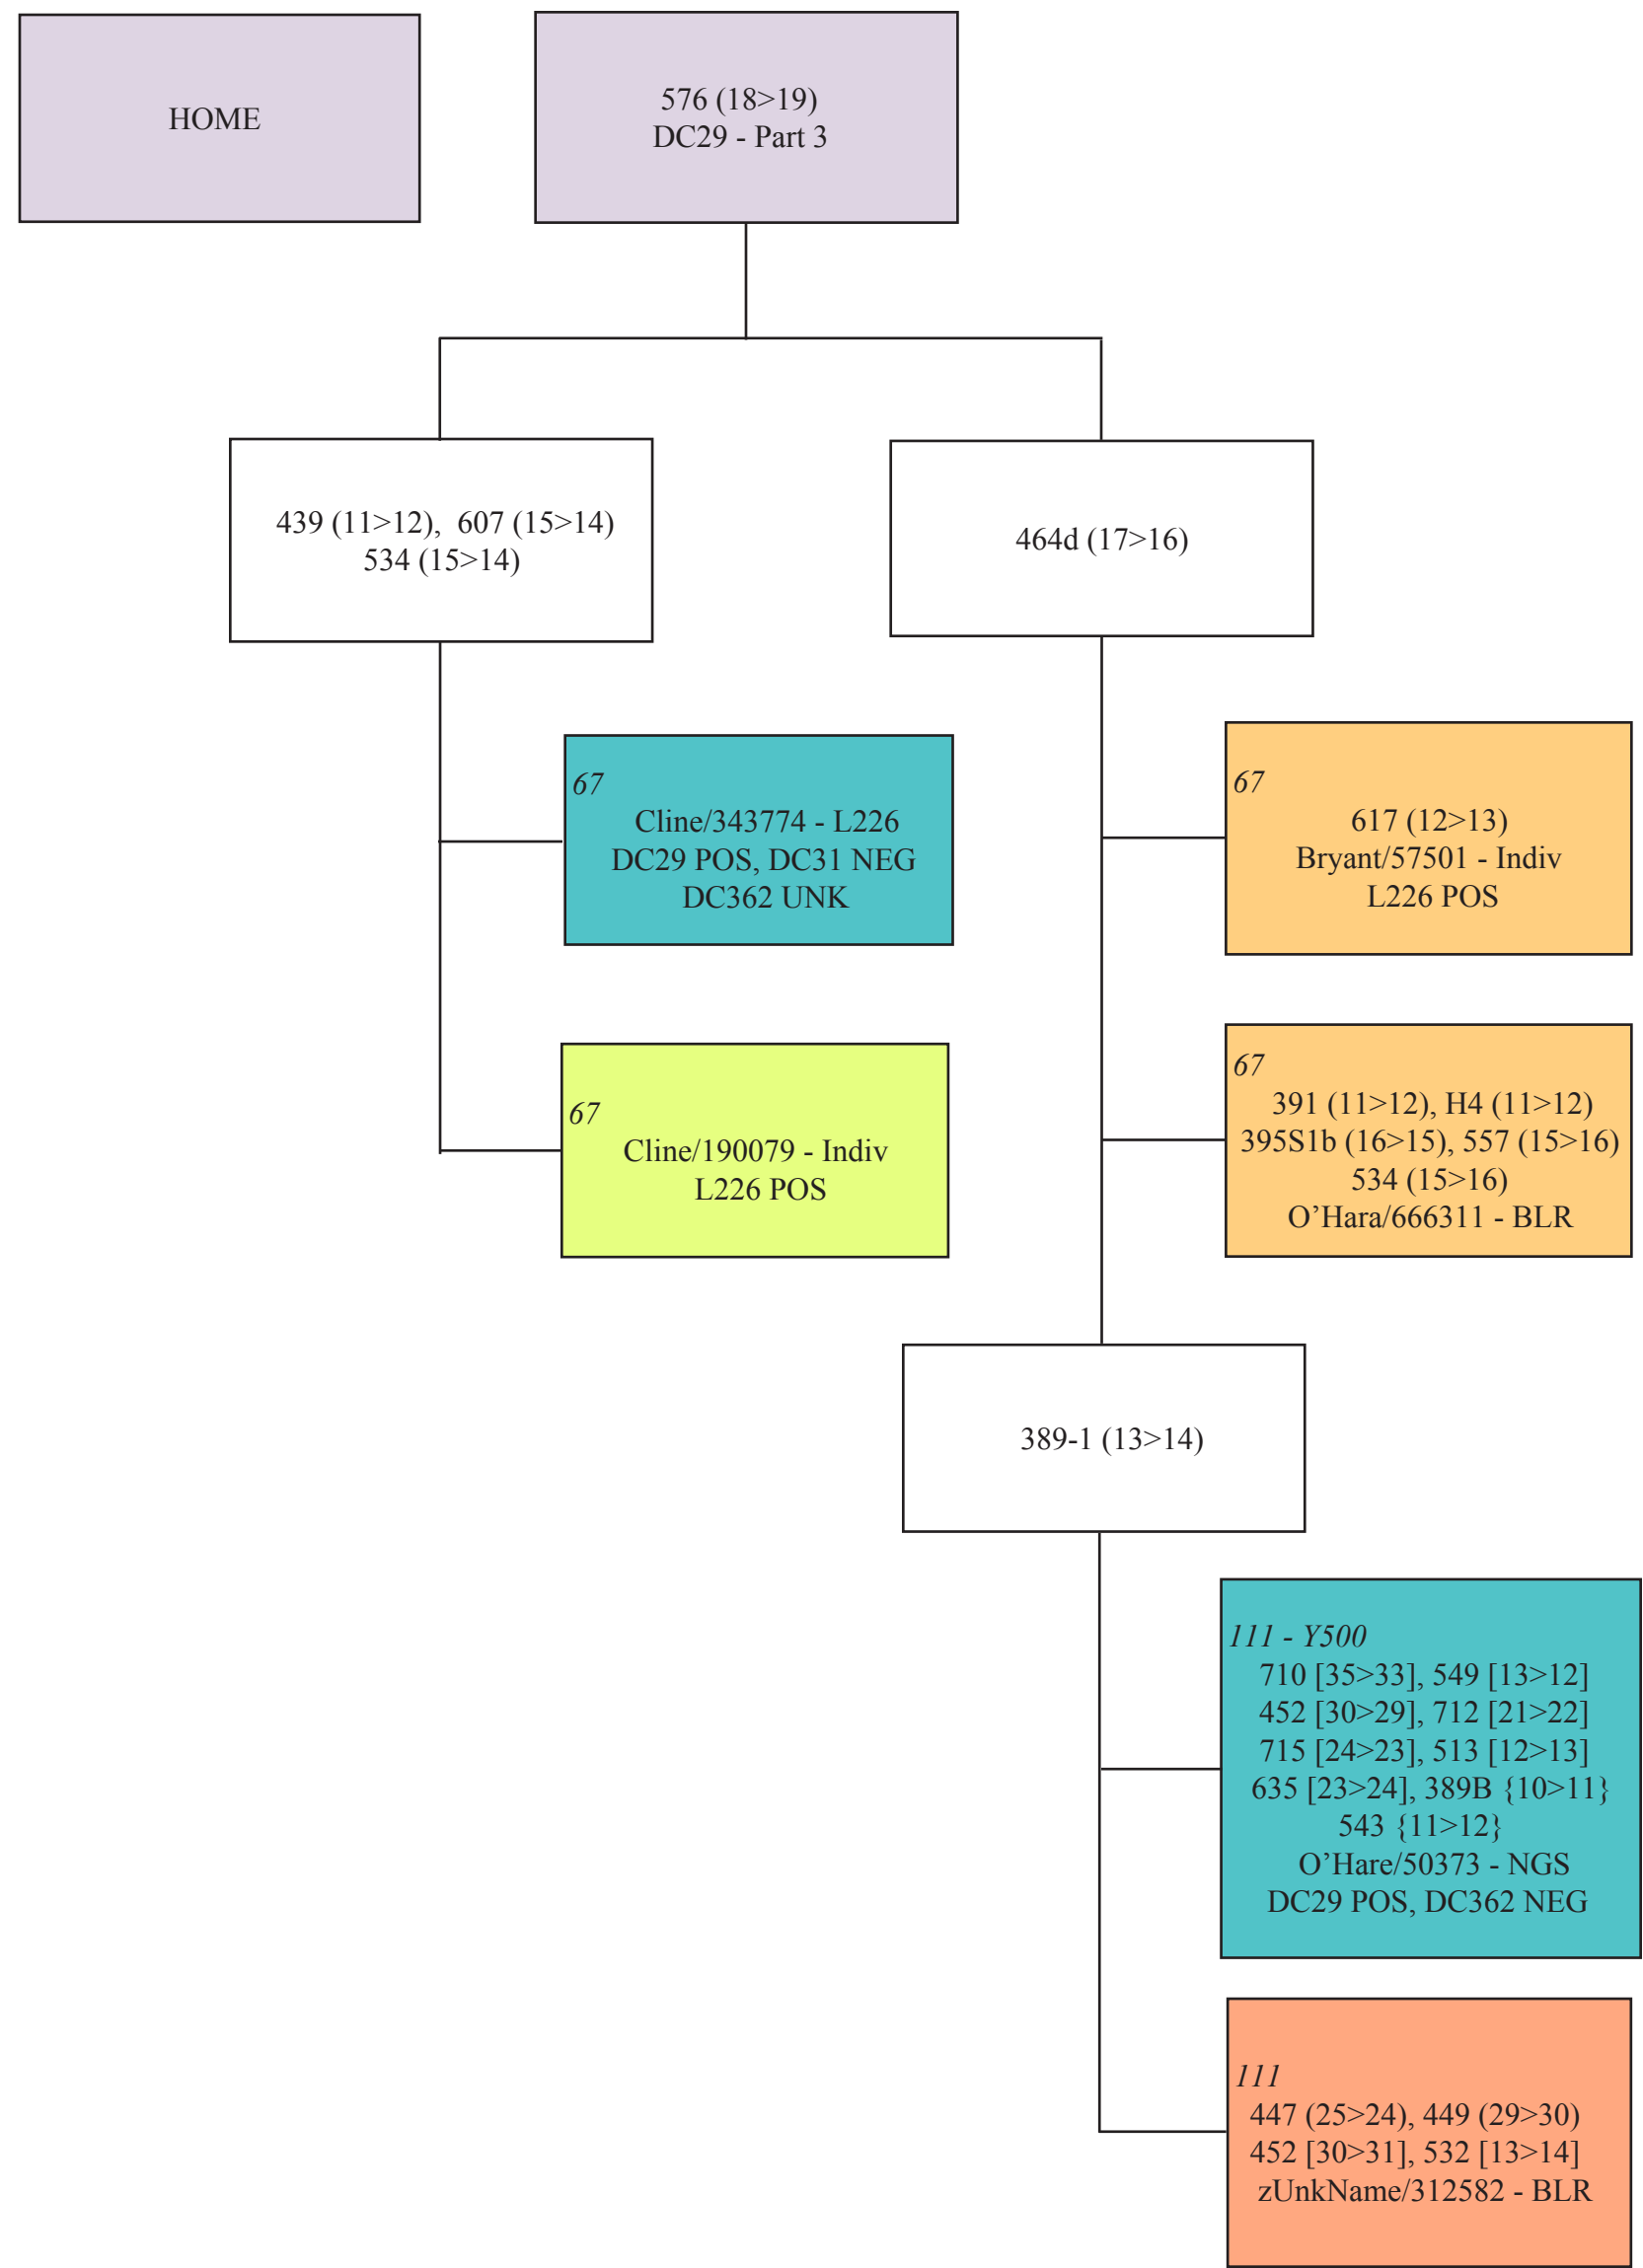 HOME
576 (18>19)
DC29 - Part 3
439 (11>12), 607 (15>14)
534 (15>14)
464d (17>16)
67
Cline/343774 - L226
DC29 POS, DC31 NEG
DC362 UNK
67
617 (12>13)
Bryant/57501 - Indiv
L226 POS
67
Cline/190079 - Indiv
L226 POS
67
391 (11>12), H4 (11>12)
395S1b (16>15), 557 (15>16)
534 (15>16)
O’Hara/666311 - BLR
389-1 (13>14)
111 - Y500
710 [35>33], 549 [13>12]
452 [30>29], 712 [21>22]
715 [24>23], 513 [12>13]
635 [23>24], 389B {10>11}
543 {11>12}
O’Hare/50373 - NGS
DC29 POS, DC362 NEG
111
447 (25>24), 449 (29>30)
452 [30>31], 532 [13>14]
zUnkName/312582 - BLR